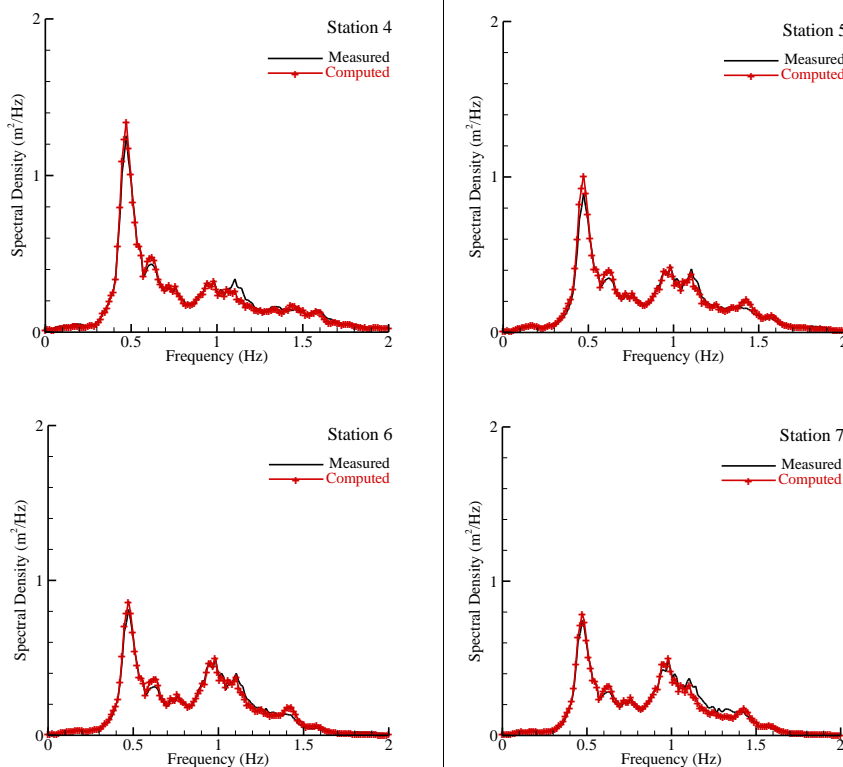 2
Station 4
Measured
Computed
Spectral Density (m²/Hz)
1
0
0
0.5
1
1.5
2
Frequency (Hz)
2
Station 5
Measured
Computed
Spectral Density (m²/Hz)
1
0
0
0.5
1
1.5
2
Frequency (Hz)
2
Station 6
Measured
Computed
Spectral Density (m²/Hz)
1
0
0
0.5
1
1.5
2
Frequency (Hz)
2
Station 7
Measured
Computed
Spectral Density (m²/Hz)
1
0
0
0.5
1
1.5
2
Frequency (Hz)